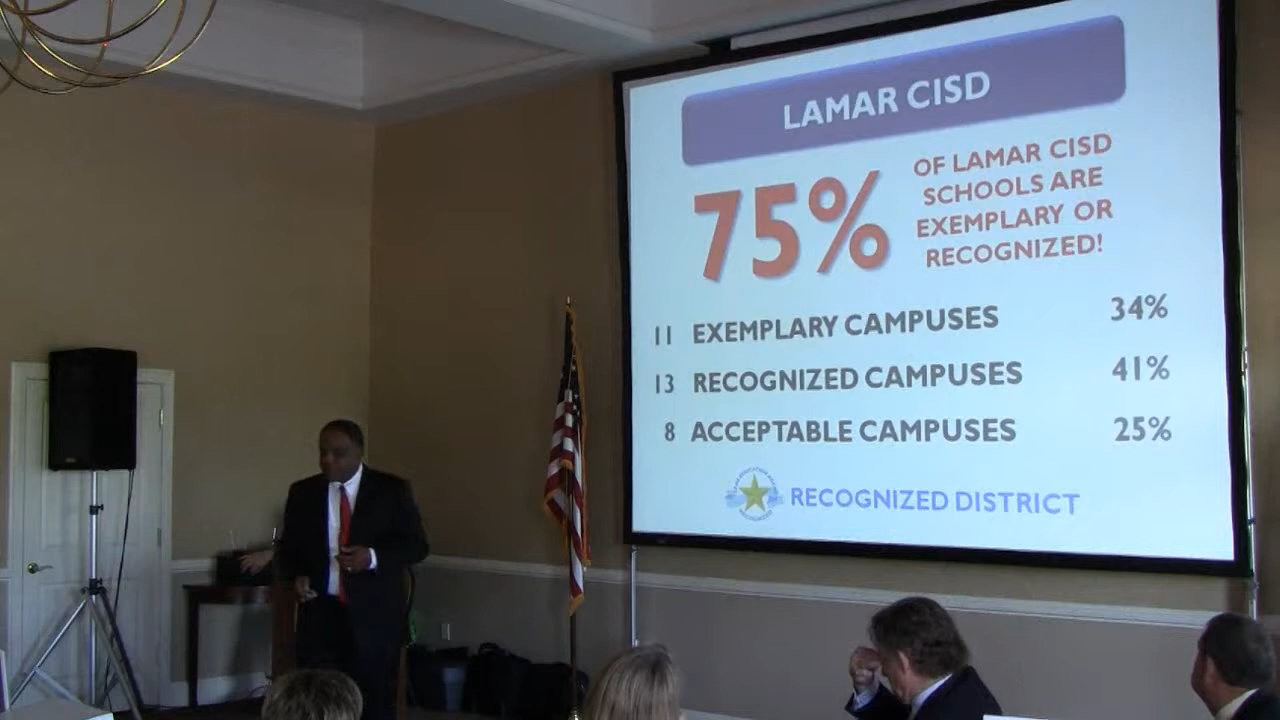 LAMAR CISD
75%
OF LAMAR CISD
SCHOOLS ARE
EXEMPLARY OR
RECOGNIZED!
11 EXEMPLARY CAMPUSES 34%
13 RECOGNIZED CAMPUSES 41%
8 ACCEPTABLE CAMPUSES 25%
RECOGNIZED DISTRICT